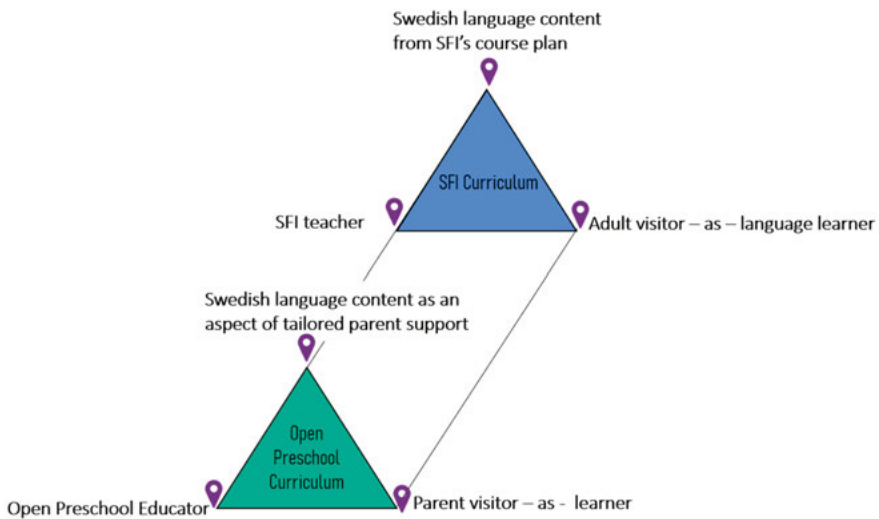 Swedish language content
from SFI's course plan
SFI Curriculum
SFI teacher
Adult visitor – as – language learner
Swedish language content as an
aspect of tailored parent support
Open
Preschool
Curriculum
Open Preschool Educator
Parent visitor – as - learner